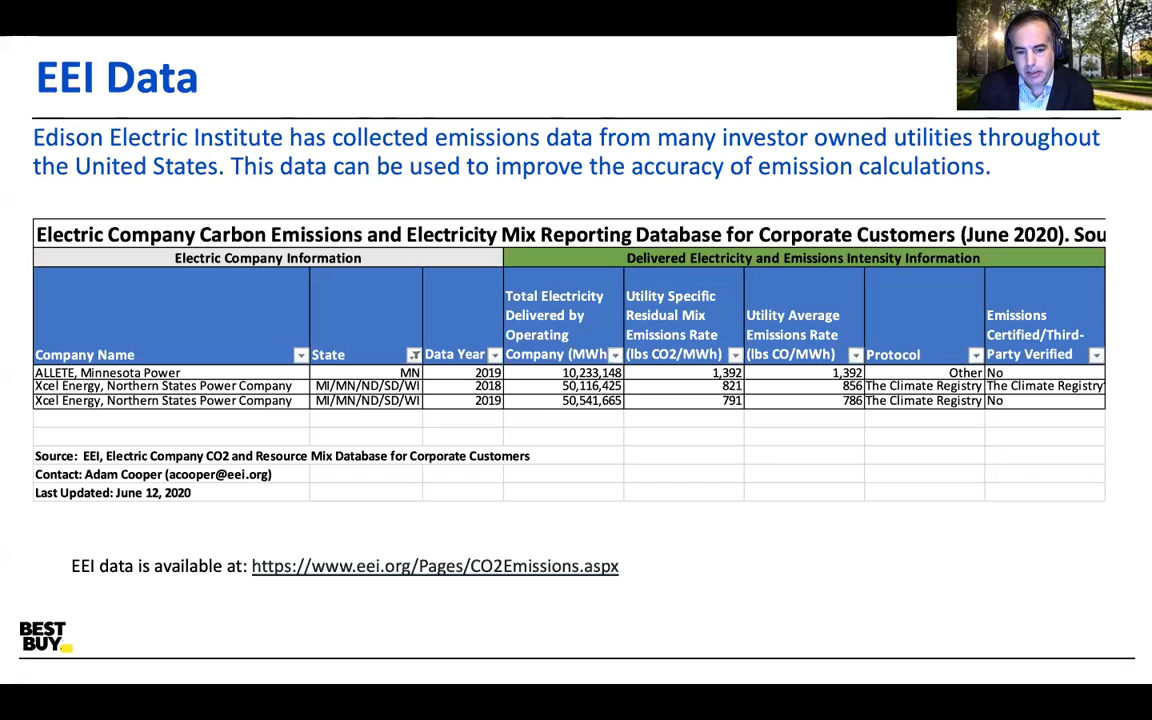 EEI Data
Edison Electric Institute has collected emissions data from many investor owned utilities throughout
the United States. This data can be used to improve the accuracy of emission calculations.
Electric Company Carbon Emissions and Electricity Mix Reporting Database for Corporate Customers (June 2020). Sou
Electric Company Information Delivered Electricity and Emissions Intensity Information
Company Name State Data Year Total Electricity Delivered by Operating Company (MWh Utility Specific Residual Mix Emissions Rate (lbs CO2/MWh) Utility Average Emissions Rate (lbs CO/MWh) Protocol Emissions Certified/Third-Party Verified
ALLETE, Minnesota Power MN 2019 10,233,148 1,392 1,392 Other No
Xcel Energy, Northern States Power Company MI/MN/ND/SD/WI 2018 50,116,425 821 856 The Climate Registry The Climate Registry
Xcel Energy, Northern States Power Company MI/MN/ND/SD/WI 2019 50,541,665 791 786 The Climate Registry No
Source: EEI, Electric Company CO2 and Resource Mix Database for Corporate Customers
Contact: Adam Cooper (acooper@eei.org)
Last Updated: June 12, 2020
EEI data is available at: https://www.eei.org/Pages/CO2Emissions.aspx
BEST
BUY